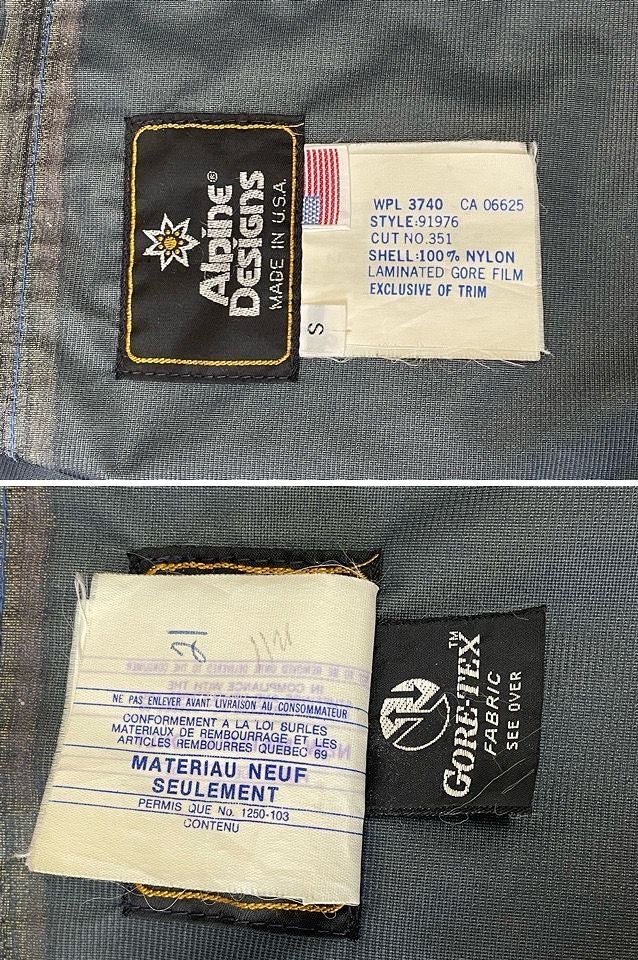 Alpine®
Designs
MADE IN U.S.A.
S
WPL 3740 CA 06625
STYLE:91976
CUT NO.351
SHELL:100% NYLON
LAMINATED GORE FILM
EXCLUSIVE OF TRIM
21
NE PAS ENLEVER AVANT LIVRAISON AU CONSOMMATEUR
CONFORMEMENT A LA LOI SURLES
MATERIAUX DE REMBOURRAGE ET LES
ARTICLES REMBOURRES QUEBEC 69
MATERIAU NEUF
SEULEMENT
PERMIS QUE No. 1250-103
CONTENU
GORE-TEX™
FABRIC
SEE OVER